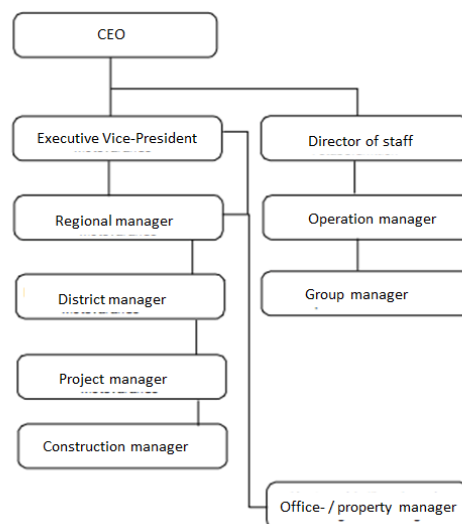 CEO
Executive Vice-President
Director of staff
Regional manager
Operation manager
District manager
Group manager
Project manager
Construction manager
Office- / property manager